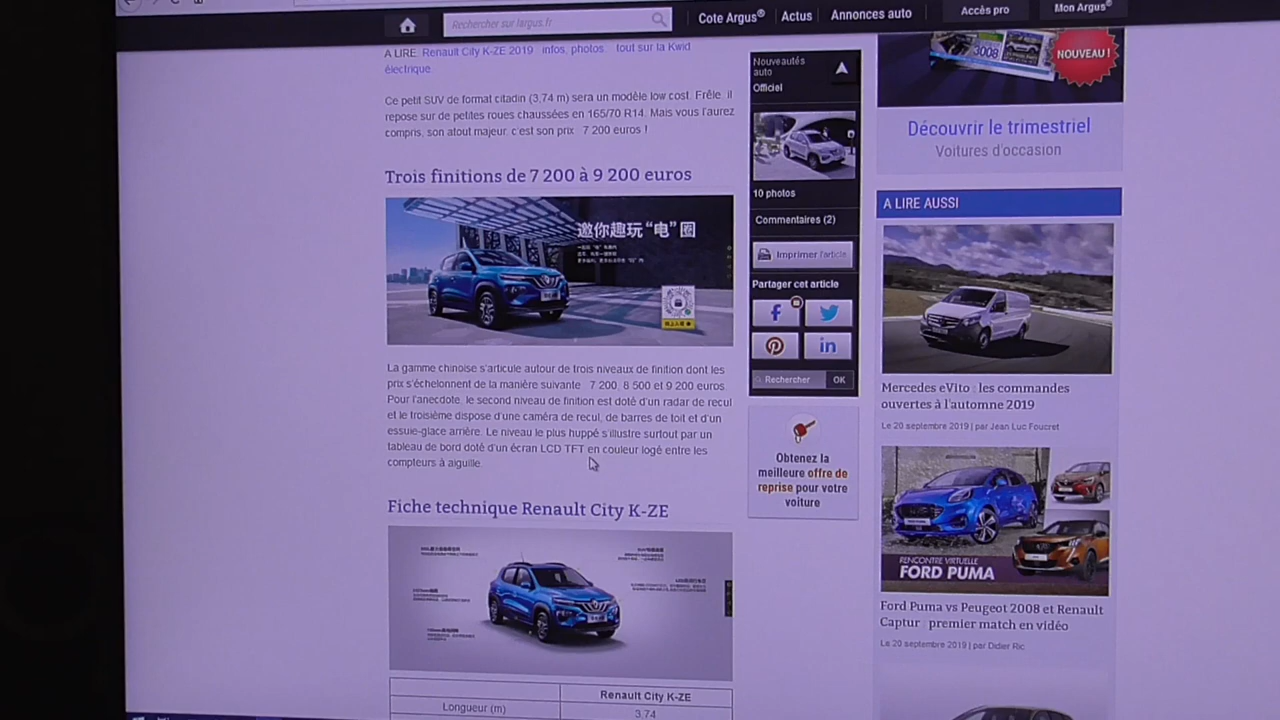 Rechercher sur largus.fr
Cote Argus®
Actus
Annonces auto
Accès pro
Mon Argus®
A LIRE. Renault City K-ZE 2019 infos, photos tout sur la Kwid
électrique
Ce petit SUV de format citadin (3,74 m) sera un modèle low cost. Frêle, il
repose sur de petites roues chaussées en 165/70 R14. Mais vous l'aurez
compris, son atout majeur, c'est son prix 7 200 euros !
Trois finitions de 7 200 à 9 200 euros
邀你趣玩“电”圈
La gamme chinoise s'articule autour de trois niveaux de finition dont les
prix s'échelonnent de la manière suivante 7 200, 8 500 et 9 200 euros.
Pour l'anecdote, le second niveau de finition est doté d'un radar de recul
et le troisième dispose d'une caméra de recul, de barres de toit et d'un
essuie-glace arrière. Le niveau le plus huppé s'illustre surtout par un
tableau de bord doté d'un écran LCD TFT en couleur logé entre les
compteurs à aiguille.
Fiche technique Renault City K-ZE
Renault City K-ZE
Longueur (m)
3,74
Nouveautés
auto
Officiel
10 photos
Commentaires (2)
Imprimer l'article
Partager cet article
Rechercher
OK
Obtenez la
meilleure offre de
reprise pour votre
voiture
3008
NOUVEAU !
Découvrir le trimestriel
Voitures d'occasion
A LIRE AUSSI
Mercedes eVito : les commandes
ouvertes à l'automne 2019
Le 20 septembre 2019 | par Jean Luc Foucret
RENCONTRE VIRTUELLE
FORD PUMA
Ford Puma vs Peugeot 2008 et Renault
Captur : premier match en vidéo
Le 20 septembre 2019 | par Didier Ric